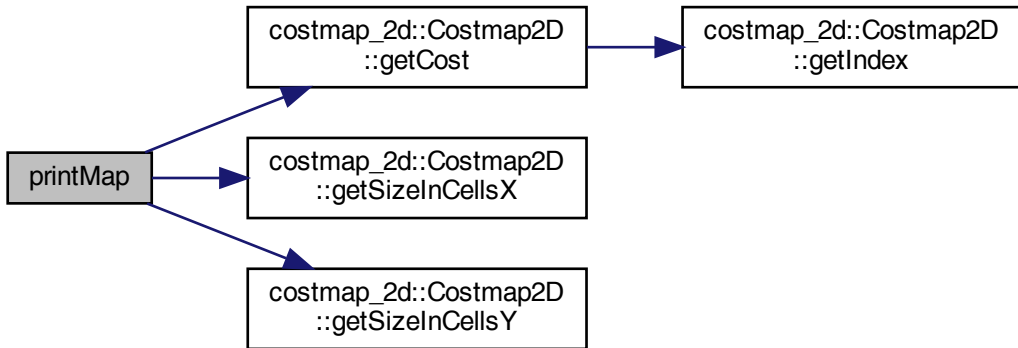 costmap_2d::Costmap2D
::getCost
costmap_2d::Costmap2D
::getIndex
printMap
costmap_2d::Costmap2D
::getSizeInCellsX
costmap_2d::Costmap2D
::getSizeInCellsY